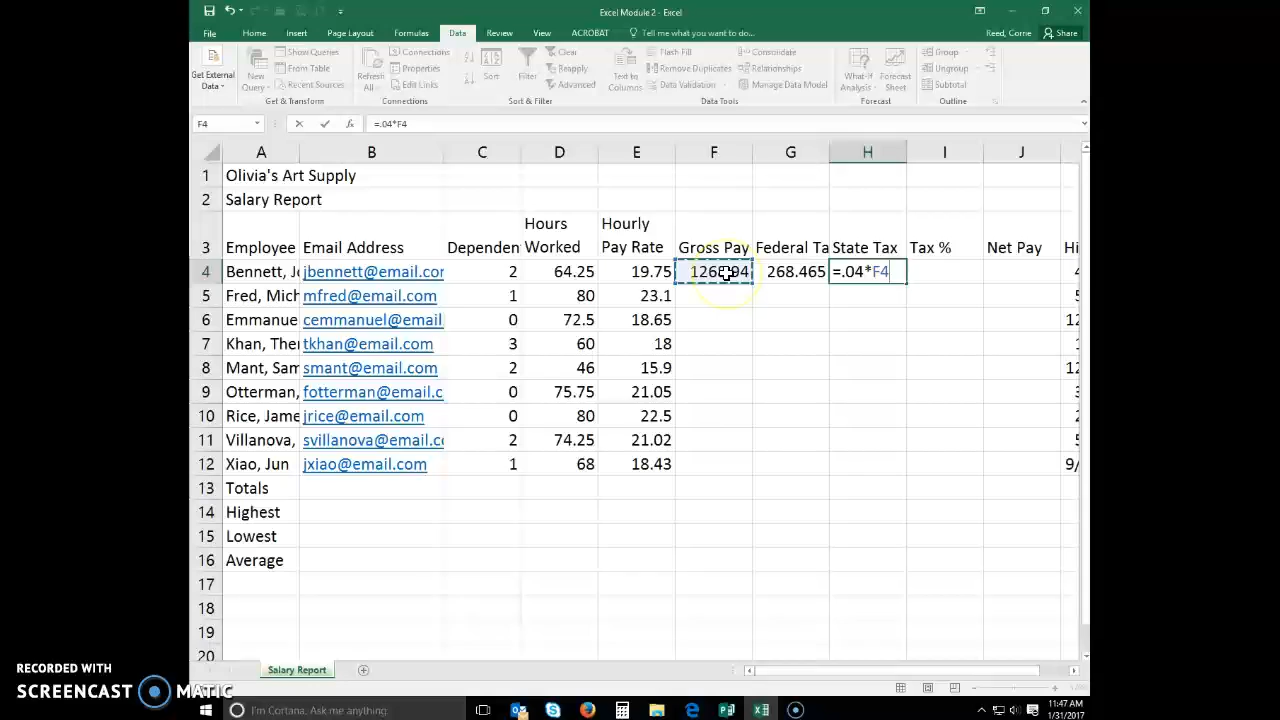 Excel Module 2 - Excel
File Home Insert Page Layout Formulas Data Review View ACROBAT Tell me what you want to do... Reed, Corrie Share
Get External Data New Query Show Queries From Table Recent Sources Refresh All Connections Properties Edit Links Sort Filter Clear Reapply Advanced Text to Columns Flash Fill Remove Duplicates Data Validation Consolidate Relationships Manage Data Model What-If Analysis Forecast Sheet Group Ungroup Subtotal
Get & Transform Connections Sort & Filter Data Tools Forecast Outline
F4 fx =.04*F4
A B C D E F G H I J
1 Olivia's Art Supply
2 Salary Report
3 Employee Email Address Dependen Hours Worked Hourly Pay Rate Gross Pay Federal Ta State Tax Tax % Net Pay Hi
4 Bennett, Jo jbennett@email.cor 2 64.25 19.75 268.465 =.04*F4 4
5 Fred, Mich mfred@email.com 1 80 23.1 5
6 Emmanue cemmanuel@email 0 72.5 18.65 12
7 Khan, Ther tkhan@email.com 3 60 18 1
8 Mant, Sam smant@email.com 2 46 15.9 12
9 Otterman, fotterman@email.c 0 75.75 21.05 3
10 Rice, Jame jrice@email.com 0 80 22.5 2
11 Villanova, svillanova@email.co 2 74.25 21.02 5
12 Xiao, Jun jxiao@email.com 1 68 18.43 9/
13 Totals
14 Highest
15 Lowest
16 Average
17
18
19
20
Salary Report
RECORDED WITH
SCREENCAST MATIC
I'm Cortana. Ask me anything.
11:47 AM
1/31/2017